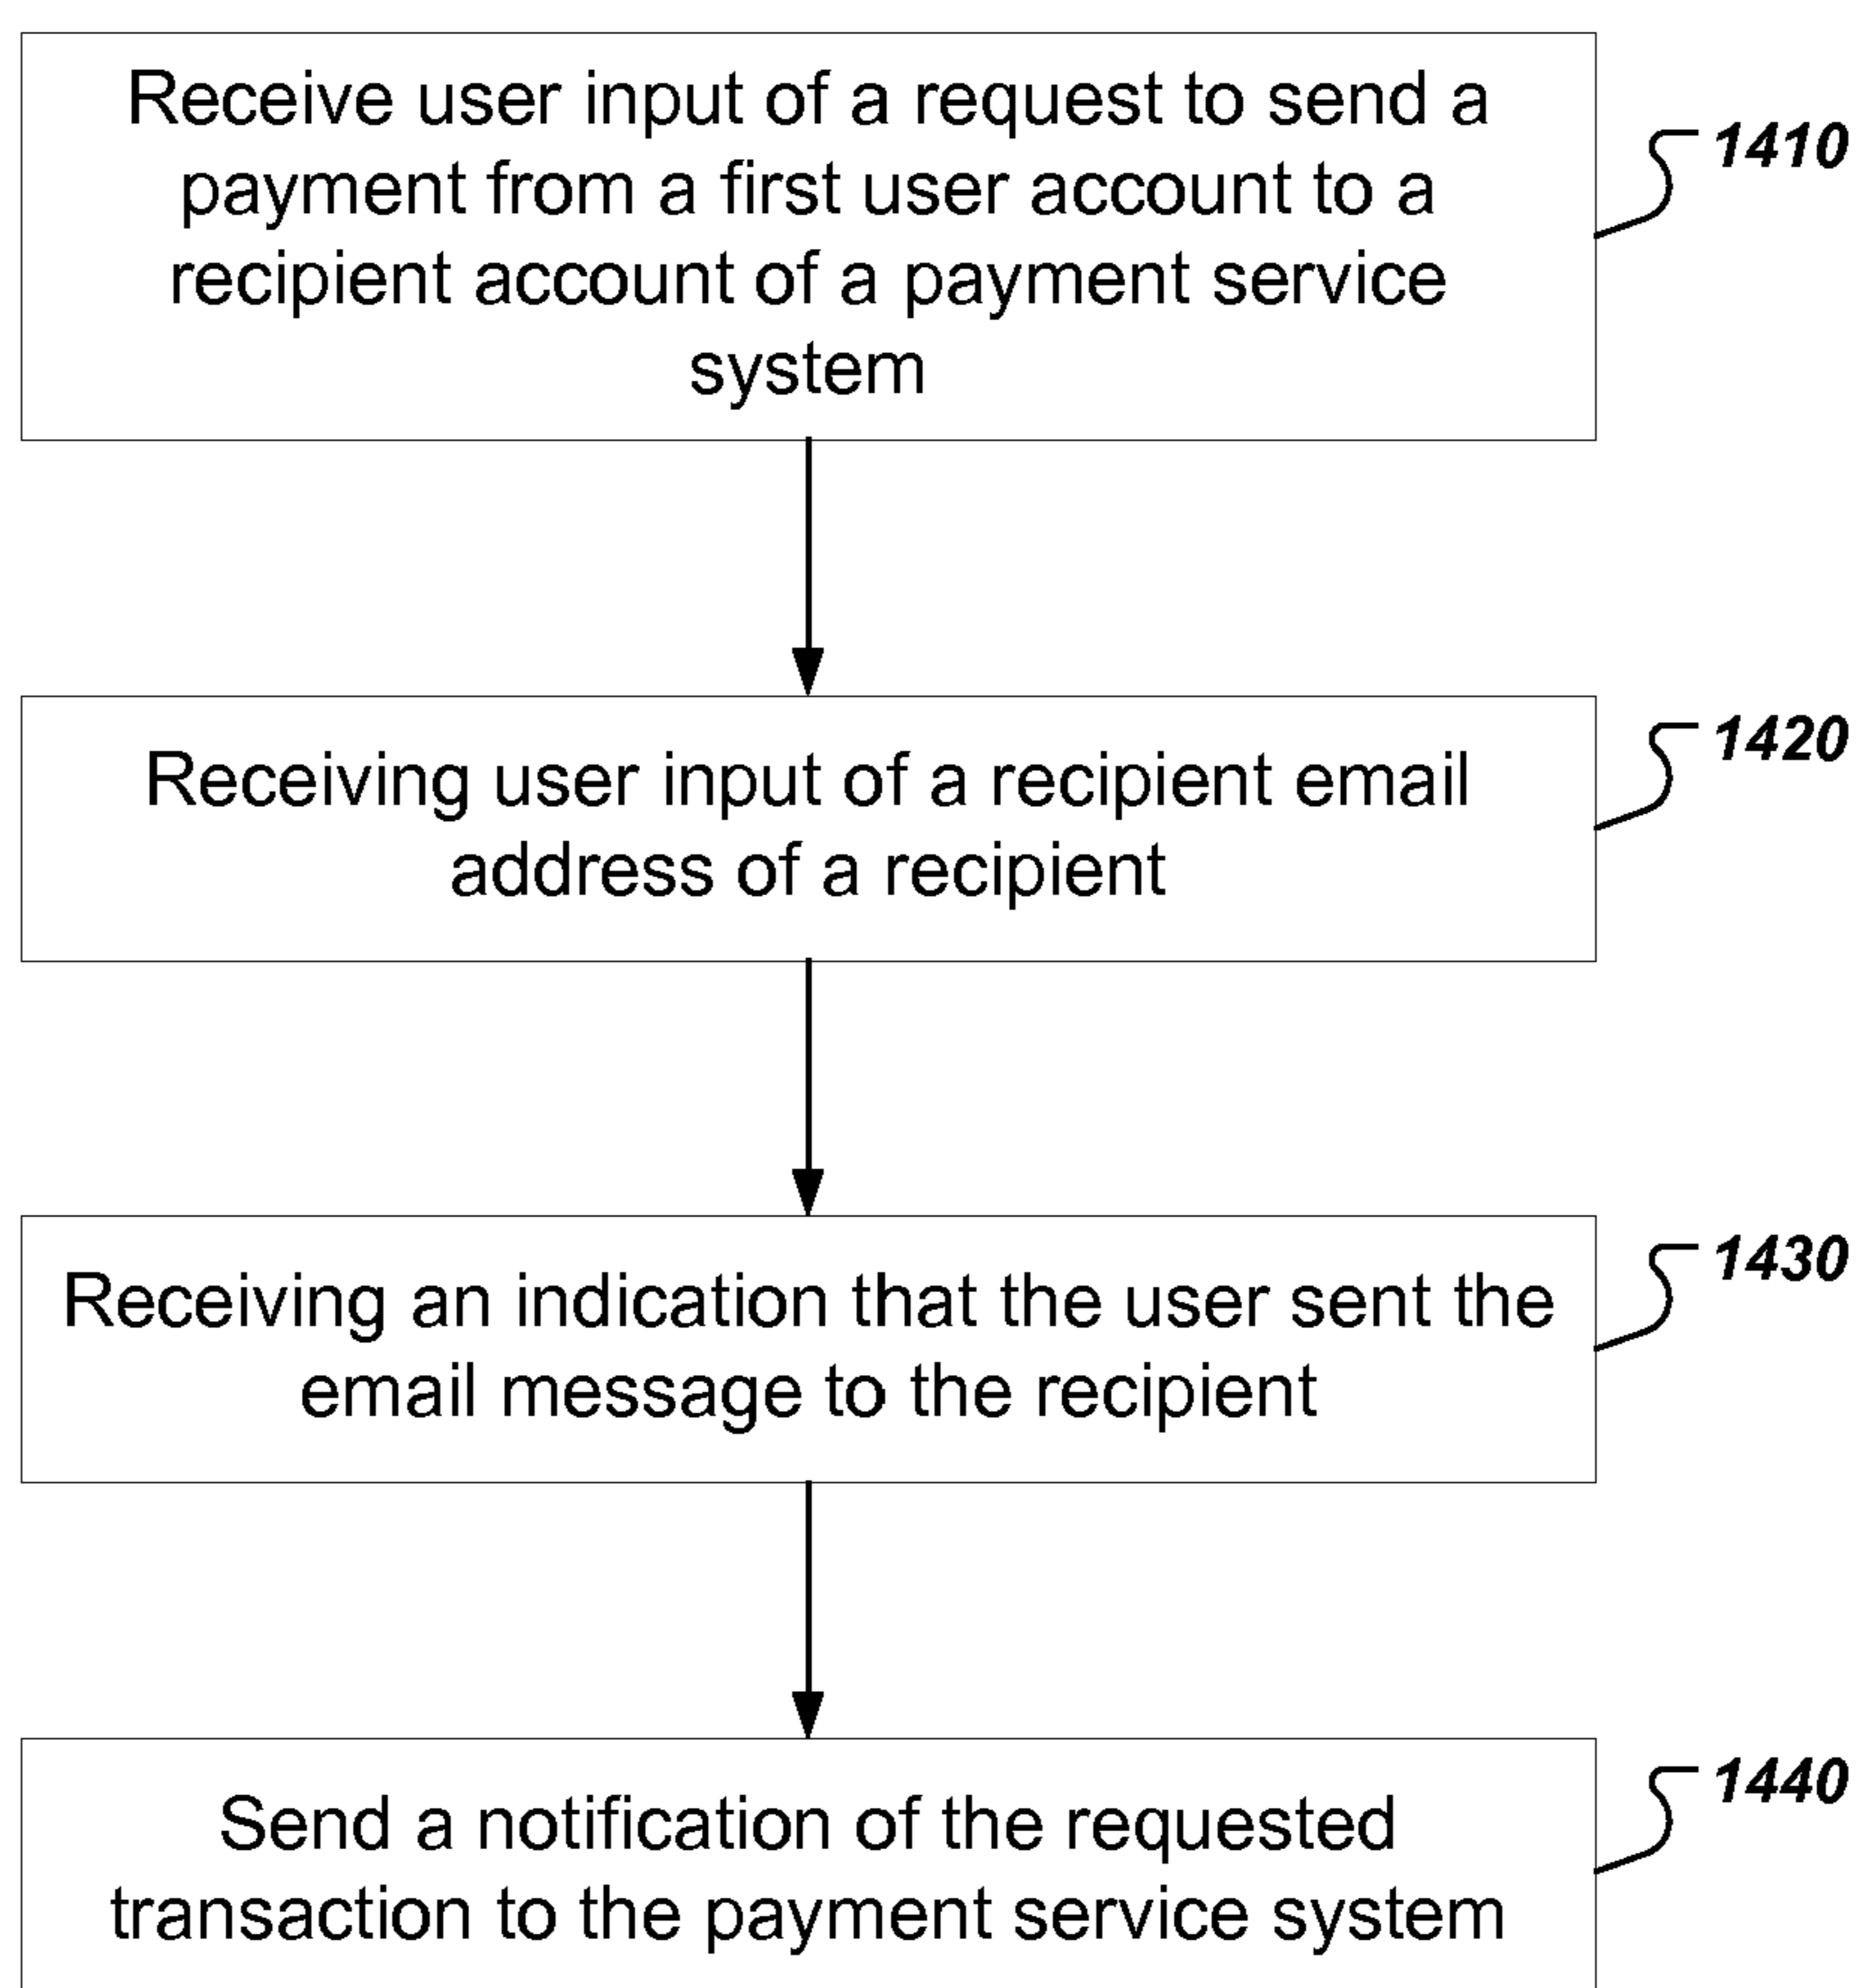 Receive user input of a request to send a
payment from a first user account to a
recipient account of a payment service
system
1410
Receiving user input of a recipient email
address of a recipient
1420
Receiving an indication that the user sent the
email message to the recipient
1430
Send a notification of the requested
transaction to the payment service system
1440